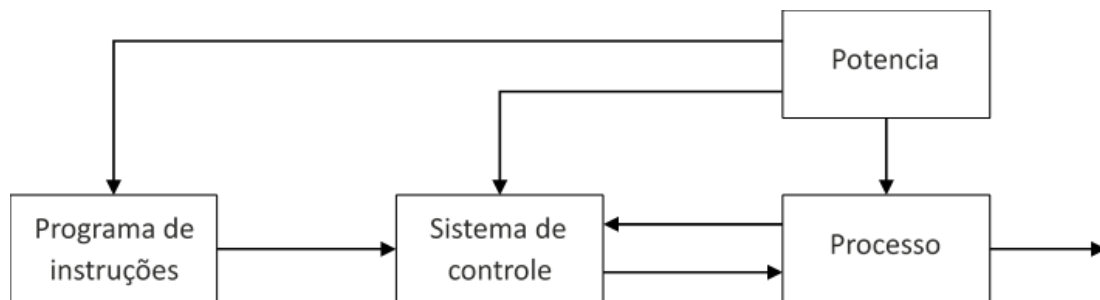 Potencia
Programa de
instruções
Sistema de
controle
Processo